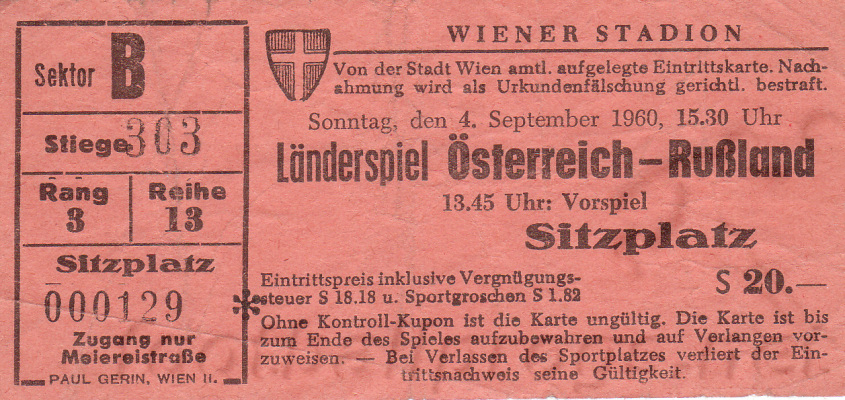 Sektor B
Stiege 303
Rang Reihe
3 13
Sitzplatz
000129
Zugang nur
Meiereistraße
PAUL GERIN, WIEN II.
WIENER STADION
Von der Stadt Wien amtl. aufgelegte Eintrittskarte. Nach-
ahmung wird als Urkundenfälschung gerichtl. bestraft.
Sonntag, den 4. September 1960, 15.30 Uhr
Länderspiel Österreich—Rußland
13.45 Uhr: Vorspiel
Sitzplatz
Eintrittspreis inklusive Vergnügungs-
steuer S 18.18 u. Sportgroschen S 1.82
S 20.—
Ohne Kontroll-Kupon ist die Karte ungültig. Die Karte ist bis
zum Ende des Spieles aufzubewahren und auf Verlangen vor-
zuweisen. — Bei Verlassen des Sportplatzes verliert der Ein-
trittsnachweis seine Gültigkeit.